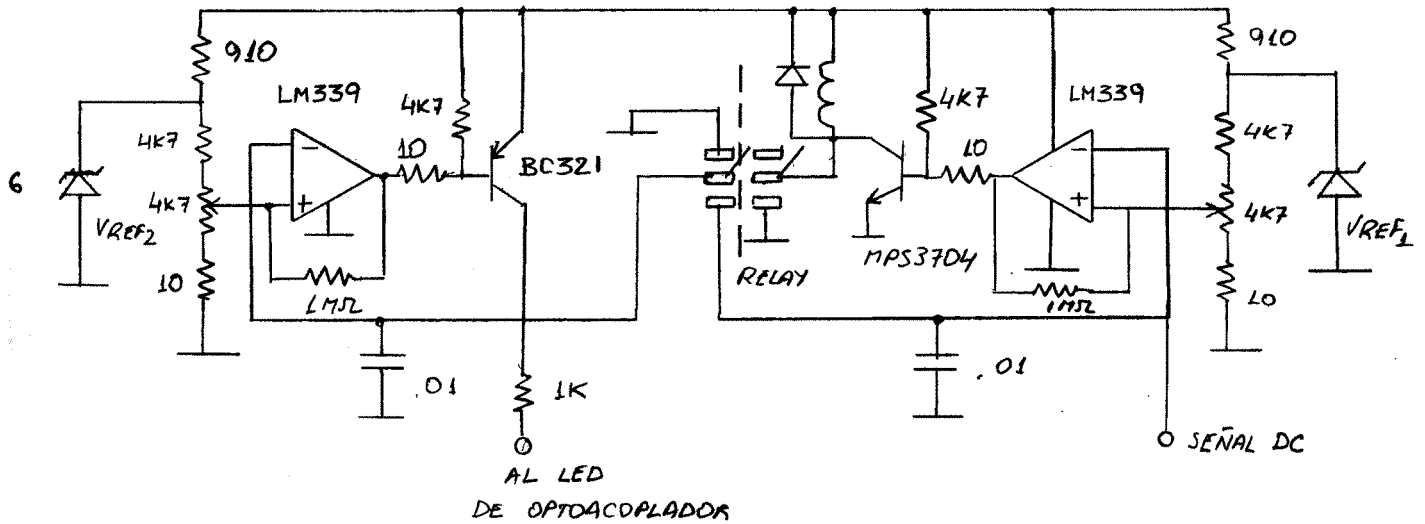 910
910
LM339
4K7
LM339
4K7
10
10
4K7
4K7
BC321
6
4K7
4K7
VREF2
VREF1
MPS3704
10
RELAY
10
1MΩ
1MΩ
.01
1K
.01
SEÑAL DC
AL LED
DE OPTOACOPLADOR